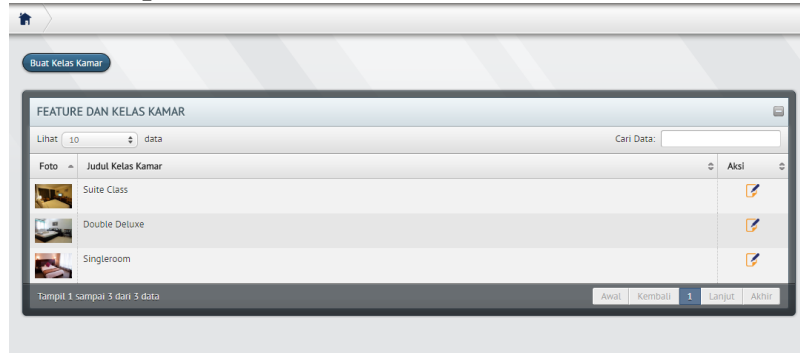 Buat Kelas Kamar
FEATURE DAN KELAS KAMAR
Lihat 10 data Cari Data:
Foto Judul Kelas Kamar Aksi
Suite Class
Double Deluxe
Singleroom
Tampil 1 sampai 3 dari 3 data Awal Kembali 1 Lanjut Akhir